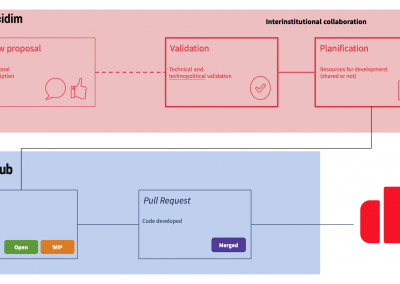 cidim
Interinstitutional collaboration
w proposal
Validation
Planification
onal
ription
Technical and
technopolitical validation
Resources for development
(shared or not)
ub
Pull Request
Code developed
Open
WIP
Merged